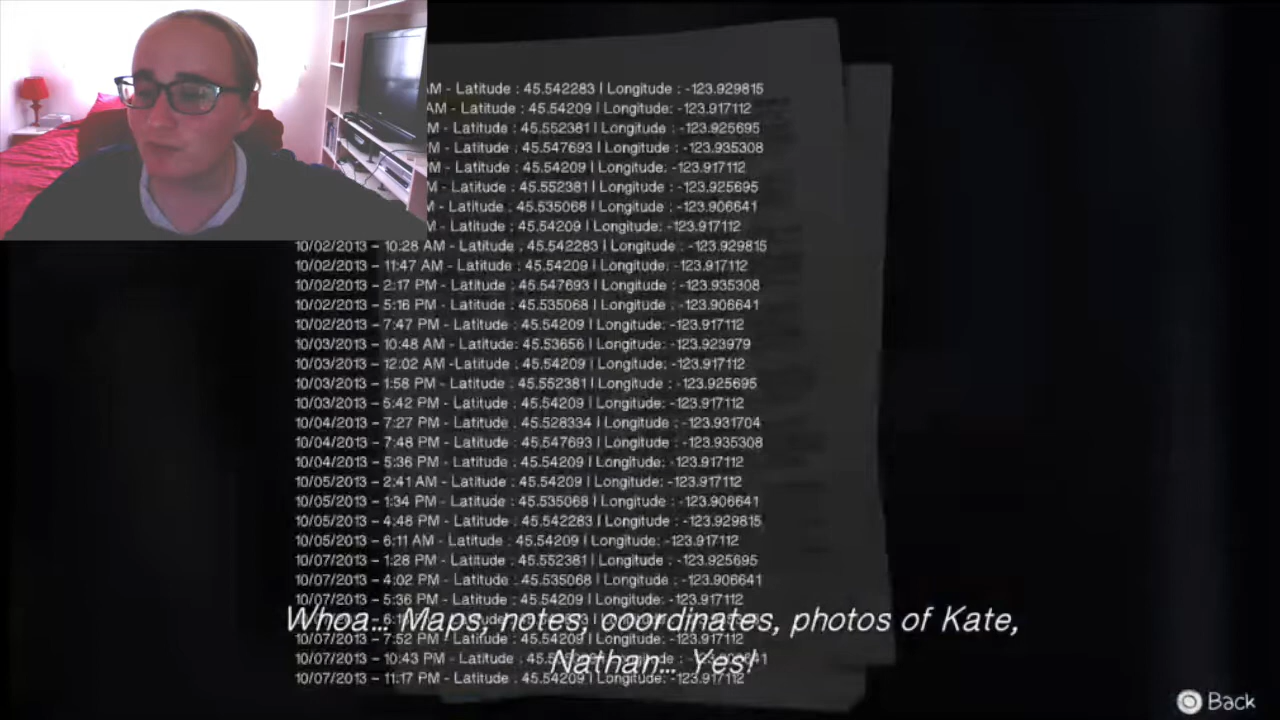 AM - Latitude : 45.542283 | Longitude : -123.929815
AM - Latitude : 45.54209 | Longitude: -123.917112
M - Latitude : 45.552381 | Longitude : -123.925695
M - Latitude : 45.547693 | Longitude : -123.935308
M - Latitude : 45.54209 | Longitude: -123.917112
M - Latitude : 45.552381 | Longitude : -123.925695
M - Latitude : 45.535068 | Longitude : -123.906641
M - Latitude : 45.54209 | Longitude: -123.917112
10/02/2013 – 10:28 AM - Latitude : 45.542283 | Longitude : -123.929815
10/02/2013 – 11:47 AM - Latitude : 45.54209 | Longitude: -123.917112
10/02/2013 – 2:17 PM - Latitude : 45.547693 | Longitude : -123.935308
10/02/2013 – 5:16 PM - Latitude : 45.535068 | Longitude : -123.906641
10/02/2013 – 7:47 PM - Latitude : 45.54209 | Longitude: -123.917112
10/03/2013 – 10:48 AM - Latitude: 45.53656 | Longitude : -123.923979
10/03/2013 – 12:02 AM -Latitude : 45.54209 | Longitude: -123.917112
10/03/2013 – 1:58 PM - Latitude : 45.552381 | Longitude : -123.925695
10/03/2013 – 5:42 PM - Latitude : 45.54209 | Longitude: -123.917112
10/04/2013 – 7:27 PM - Latitude : 45.528334 | Longitude : -123.931704
10/04/2013 – 7:48 PM - Latitude : 45.547693 | Longitude : -123.935308
10/04/2013 – 5:36 PM - Latitude : 45.54209 | Longitude: -123.917112
10/05/2013 – 2:41 AM - Latitude : 45.54209 | Longitude: -123.917112
10/05/2013 – 1:34 PM - Latitude : 45.535068 | Longitude : -123.906641
10/05/2013 – 4:48 PM - Latitude : 45.542283 | Longitude : -123.929815
10/05/2013 – 6:11 AM - Latitude : 45.54209 | Longitude: -123.917112
10/07/2013 – 1:28 PM - Latitude : 45.552381 | Longitude : -123.925695
10/07/2013 – 4:02 PM - Latitude : 45.535068 | Longitude : -123.906641
10/07/2013 – 5:36 PM - Latitude : 45.54209 | Longitude: -123.917112
Whoa... Maps, notes, coordinates, photos of Kate,
10/07/2013 – 7:52 PM - Latitude : 45.54209 | Longitude: -123.917112
Nathan... Yes!
10/07/2013 – 10:43 PM - Latitude
10/07/2013 – 11:17 PM - Latitude : 45.54209 | Longitude: -123.917112
Back